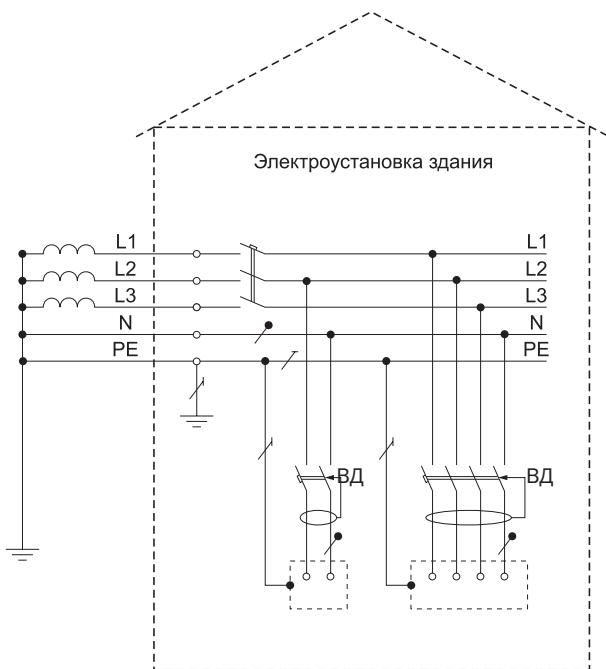 Электроустановка здания
L1 L1
L2 L2
L3 L3
N N
PE PE
ВД ВД